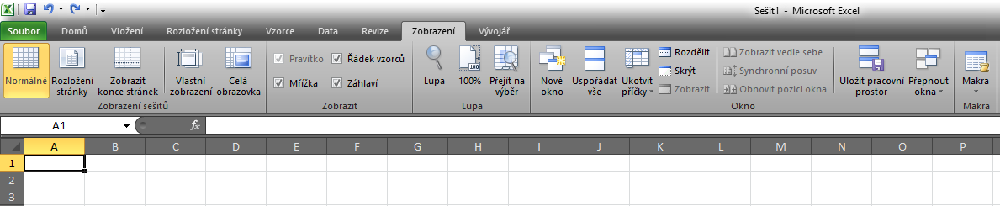 Sešit1 - Microsoft Excel
Soubor Domů Vložení Rozložení stránky Vzorce Data Revize Zobrazení Vývojář
Normálně
Rozložení stránky
Zobrazit konce stránek
Vlastní zobrazení
Celá obrazovka
Zobrazení sešitů
Pravítko
Řádek vzorců
Mřížka
Záhlaví
Zobrazit
Lupa
100
100%
Přejít na výběr
Lupa
Nové okno
Uspořádat vše
Ukotvit příčky
Rozdělit
Skrýt
Zobrazit
Zobrazit vedle sebe
Synchronní posuv
Obnovit pozici okna
Uložit pracovní prostor
Přepnout okna
Okno
Makra
Makra
A1 fx
A B C D E F G H I J K L M N O P
1
2
3